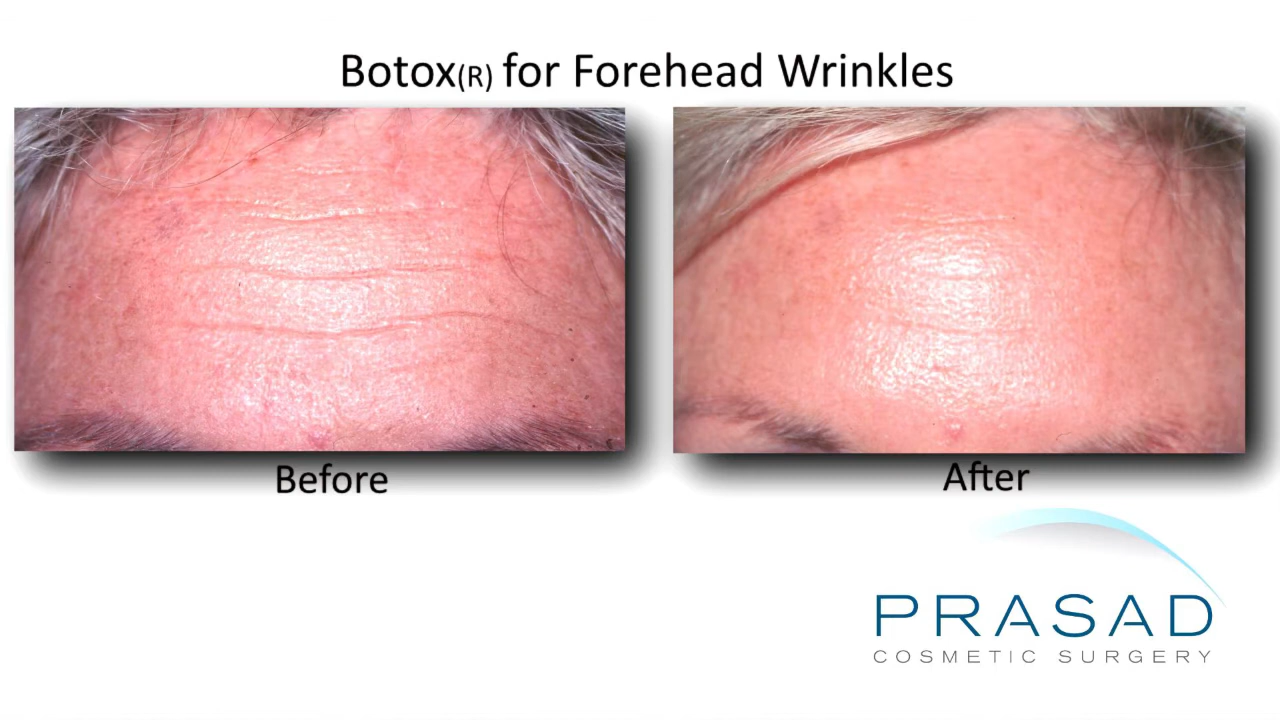 Botox(R) for Forehead Wrinkles
Before
After
PRASAD
COSMETIC SURGERY